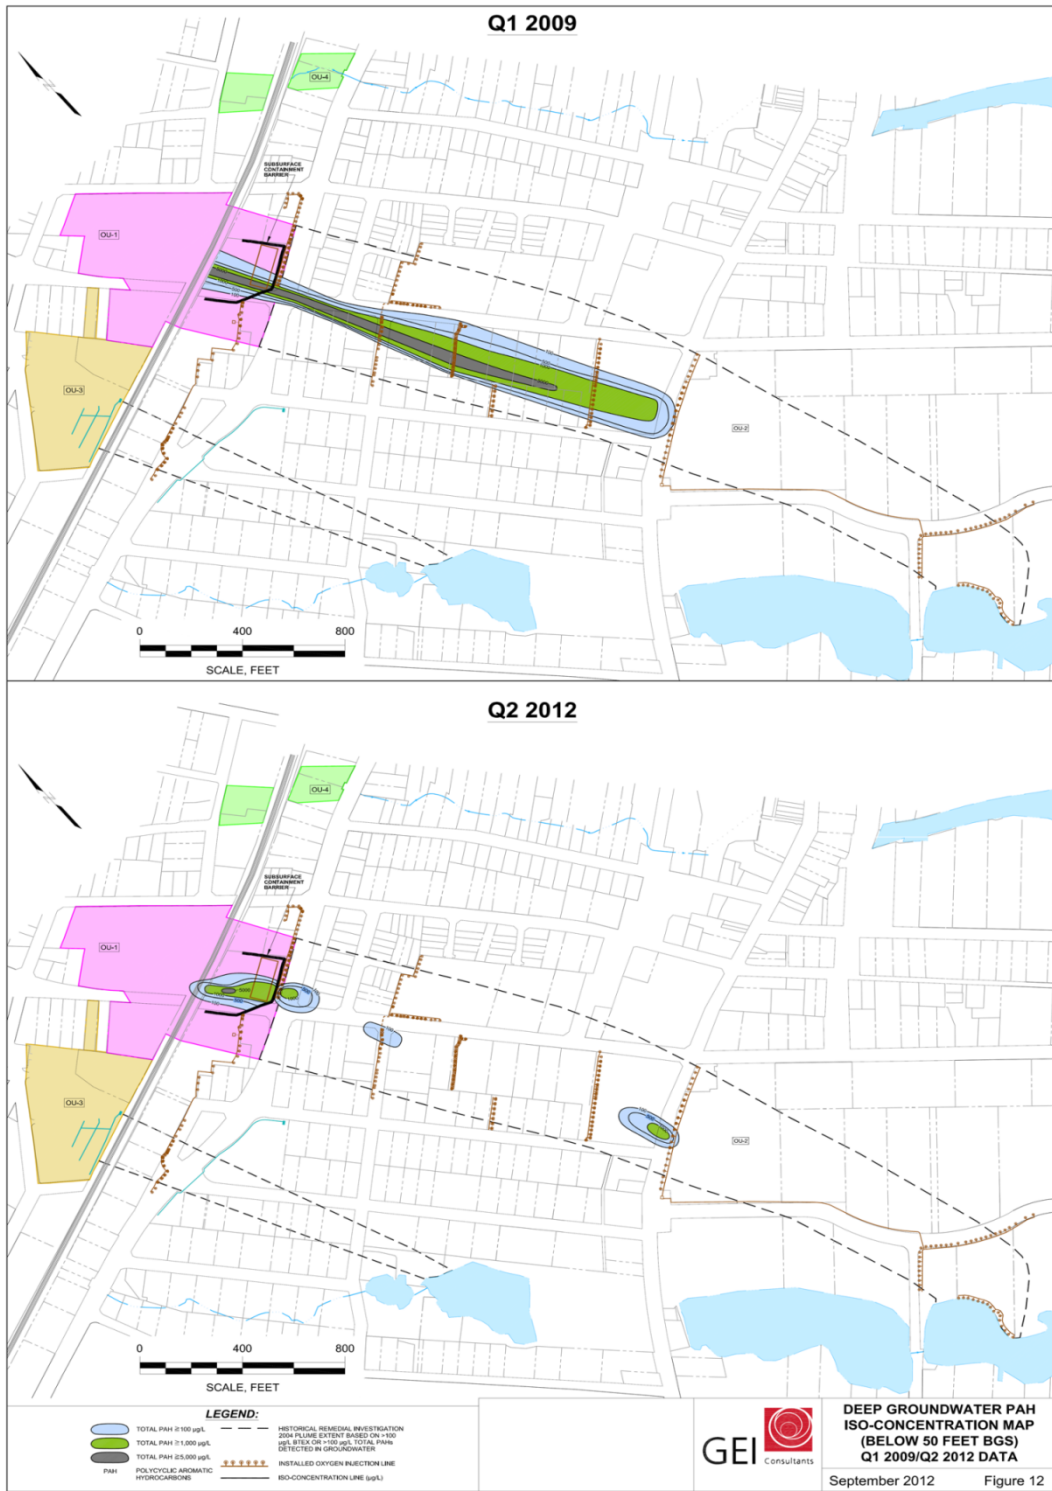 Q1 2009
OU-4
SUBSURFACE
CONTAINMENT
BARRIER
OU-1
OU-3
OU-2
0 400 800
SCALE, FEET
Q2 2012
OU-4
SUBSURFACE
CONTAINMENT
BARRIER
OU-1
OU-3
OU-2
0 400 800
SCALE, FEET
LEGEND:
TOTAL PAH ≥100 µg/L
TOTAL PAH ≥1,000 µg/L
TOTAL PAH ≥5,000 µg/L
PAH POLYCYCLIC AROMATIC
HYDROCARBONS
HISTORICAL REMEDIAL INVESTIGATION
2004 PLUME EXTENT BASED ON >100
µg/L BTEX OR >100 µg/L TOTAL PAHs
DETECTED IN GROUNDWATER
INSTALLED OXYGEN INJECTION LINE
ISO-CONCENTRATION LINE (µg/L)
GEI Consultants
DEEP GROUNDWATER PAH
ISO-CONCENTRATION MAP
(BELOW 50 FEET BGS)
Q1 2009/Q2 2012 DATA
September 2012 Figure 12